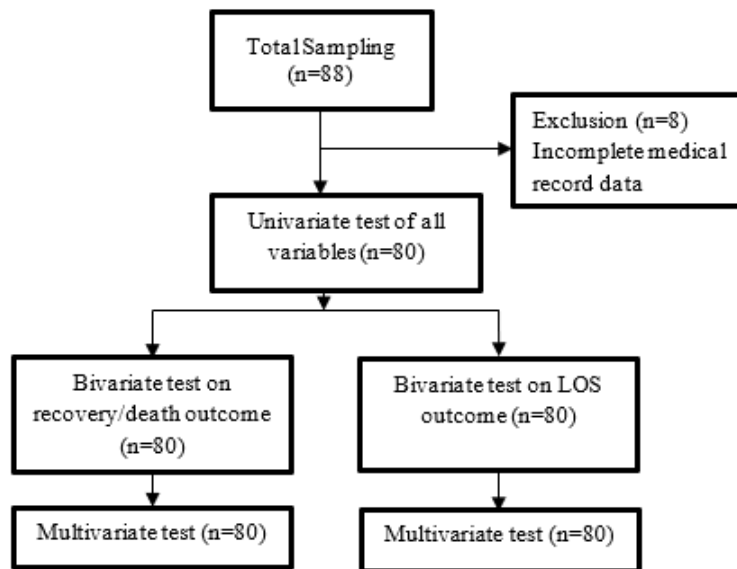 Total Sampling
(n=88)
Exclusion (n=8)
Incomplete medical
record data
Univariate test of all
variables (n=80)
Bivariate test on
recovery/death outcome
(n=80)
Bivariate test on LOS
outcome (n=80)
Multivariate test (n=80)
Multivariate test (n=80)